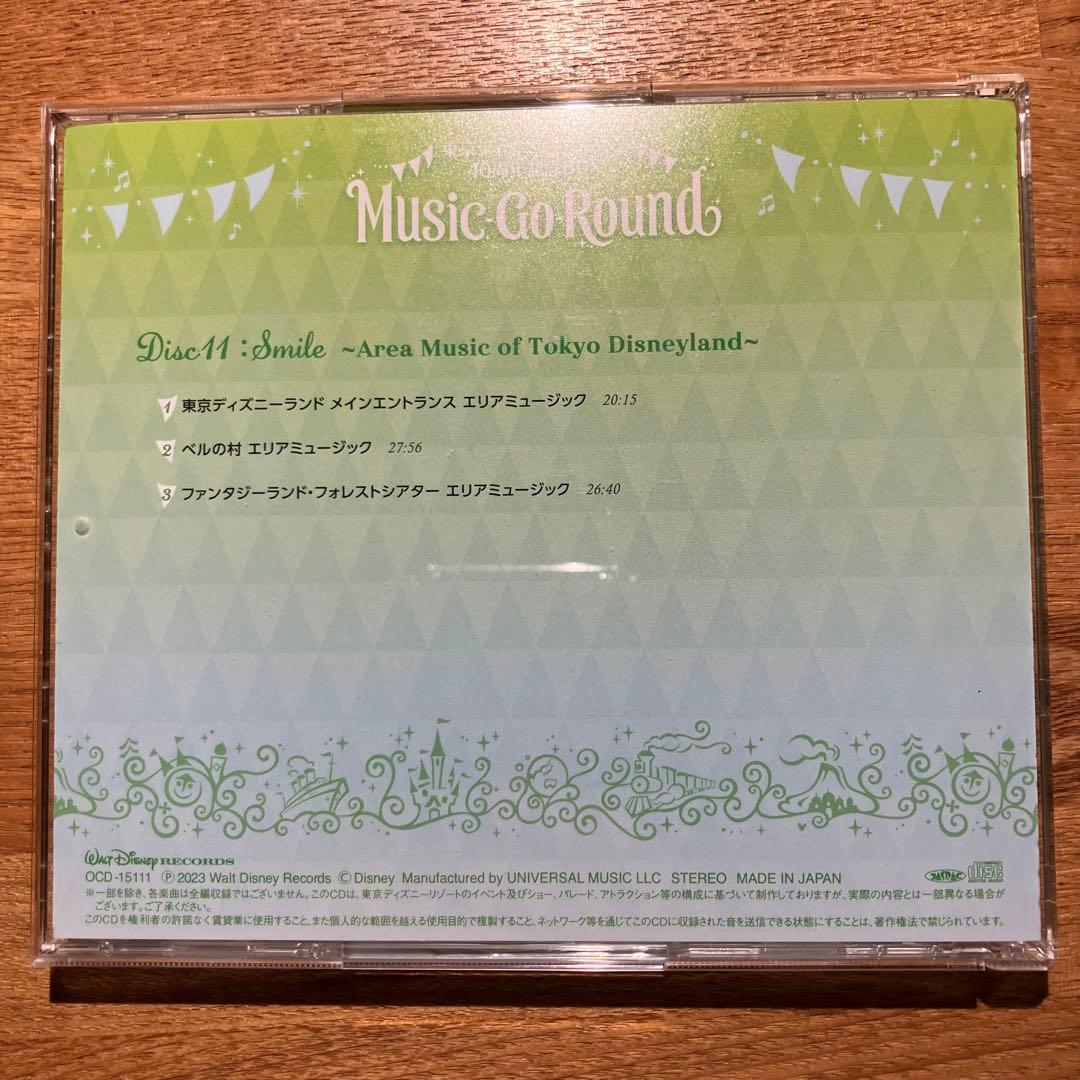 Music・Go・Round
Disc 11 : Smile ~Area Music of Tokyo Disneyland~
1 東京ディズニーランド メインエントランス エリアミュージック 20:15
2 ベルの村 エリアミュージック 27:56
3 ファンタジーランド・フォレストシアター エリアミュージック 26:40
WALT DISNEY RECORDS
OCD-15111 Ⓟ2023 Walt Disney Records ©Disney Manufactured by UNIVERSAL MUSIC LLC STEREO MADE IN JAPAN JASRAC COMPACT disc DIGITAL AUDIO
※一部を除き、各楽曲は全編収録ではございません。このCDは、東京ディズニーリゾートのイベント及びショー、パレード、アトラクション等の構成に基づいて制作しておりますが、実際の内容とは一部異なる場合が
ございます。ご了承ください。
このCDを権利者の許諾なく賃貸業に使用すること、また個人的な範囲を越える使用目的で複製すること、ネットワーク等を通じてこのCDに収録された音を送信できる状態にすることは、著作権法で禁じられています。